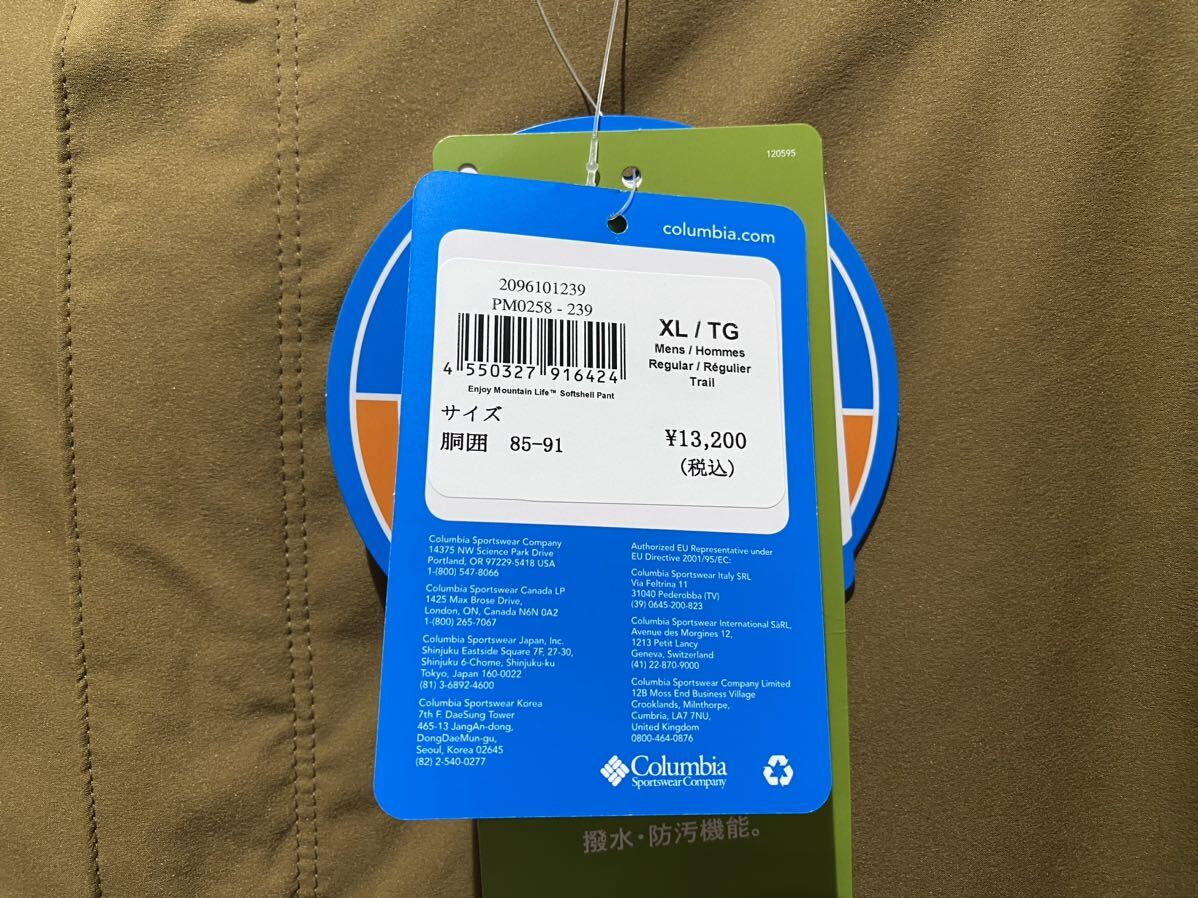 120595
columbia.com
2096101239
PM0258 - 239
4 550327 916424
Enjoy Mountain Life™ Softshell Pant
XL / TG
Mens / Hommes
Regular / Régulier
Trail
サイズ
胴囲 85-91
¥13,200
(税込)
Columbia Sportswear Company
14375 NW Science Park Drive
Portland, OR 97229-5418 USA
1-(800) 547-8066
Columbia Sportswear Canada LP
1425 Max Brose Drive,
London, ON, Canada N6N 0A2
1-(800) 265-7067
Columbia Sportswear Japan, Inc.
Shinjuku Eastside Square 7F, 27-30,
Shinjuku 6-Chome, Shinjuku-ku
Tokyo, Japan 160-0022
(81) 3-6892-4600
Columbia Sportswear Korea
7th F. DaeSung Tower
465-13 JangAn-dong,
DongDaeMun-gu,
Seoul, Korea 02645
(82) 2-540-0277
Authorized EU Representative under
EU Directive 2001/95/EC:
Columbia Sportswear Italy SRL
Via Feltrina 11
31040 Pederobba (TV)
(39) 0645-200-823
Columbia Sportswear International SàRL,
Avenue des Morgines 12,
1213 Petit Lancy
Geneva, Switzerland
(41) 22-870-9000
Columbia Sportswear Company Limited
12B Moss End Business Village
Crooklands, Milnthorpe,
Cumbria, LA7 7NU,
United Kingdom
0800-464-0876
Columbia
Sportswear Company
撥水・防汚機能。